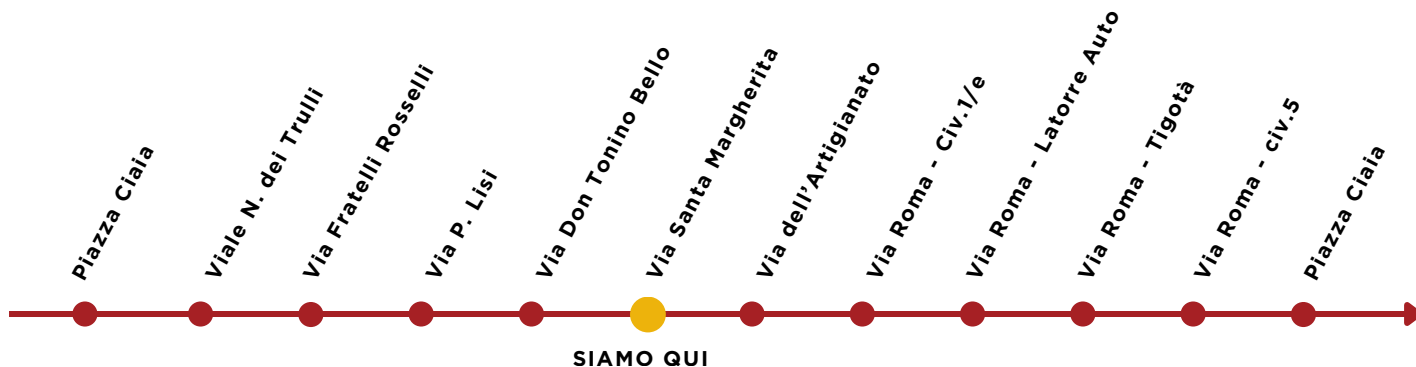 Piazza Ciaia
Viale N. dei Trulli
Via Fratelli Rosselli
Via P. Lisi
Via Don Tonino Bello
Via Santa Margherita
Via dell'Artigianato
Via Roma - Civ.1/e
Via Roma - Latorre Auto
Via Roma - Tigotà
Via Roma - civ.5
Piazza Ciaia
SIAMO QUI